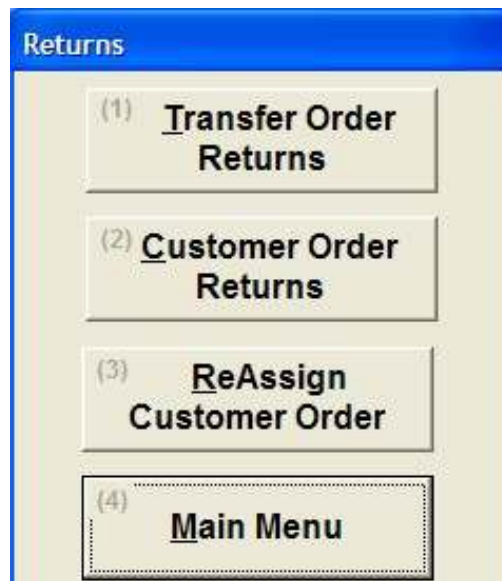 Returns
(1) Transfer Order
Returns
(2) Customer Order
Returns
(3) ReAssign
Customer Order
(4) Main Menu